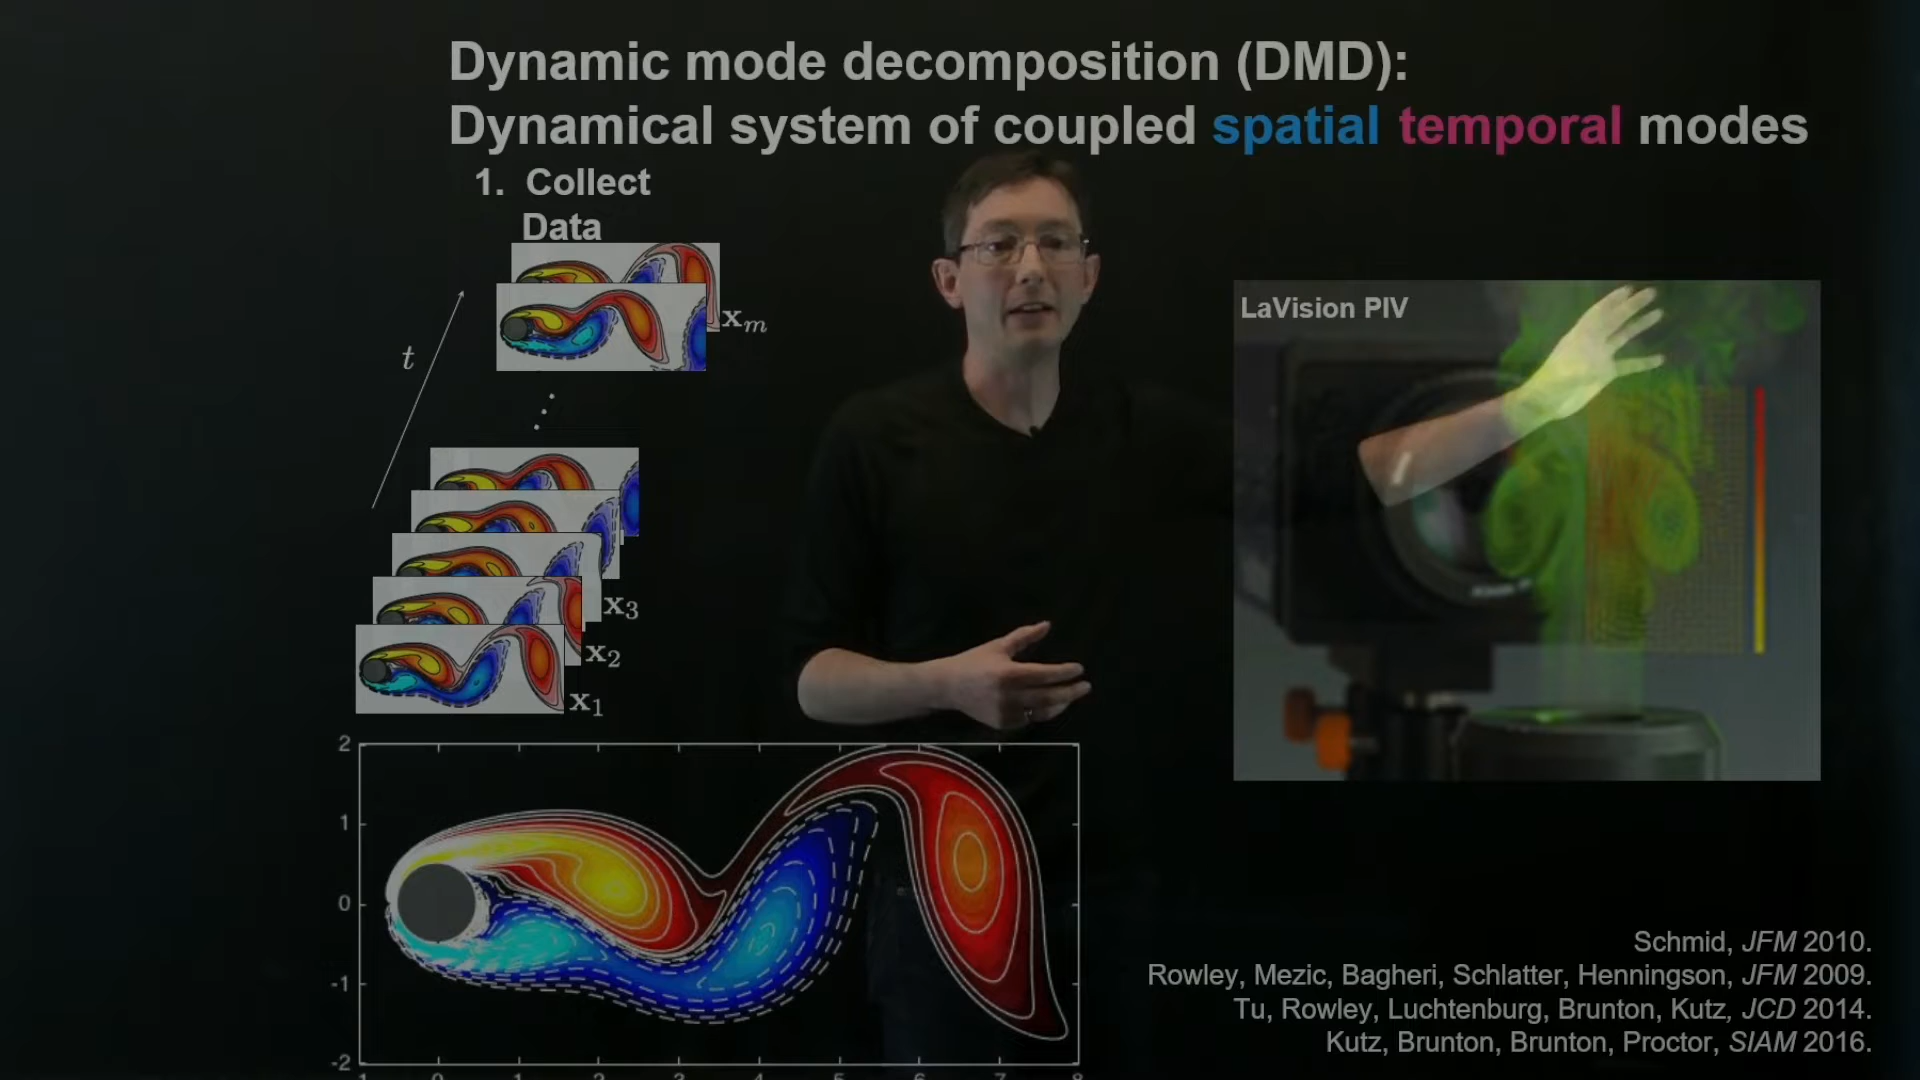 Dynamic mode decomposition (DMD):
Dynamical system of coupled spatial temporal modes
1. Collect
Data
t
x_m
x_3
x_2
x_1
LaVision PIV
2
1
0
-1
-2
1 0 1 2 3 4 5 6 7 8
Schmid, JFM 2010.
Rowley, Mezic, Bagheri, Schlatter, Henningson, JFM 2009.
Tu, Rowley, Luchtenburg, Brunton, Kutz, JCD 2014.
Kutz, Brunton, Brunton, Proctor, SIAM 2016.